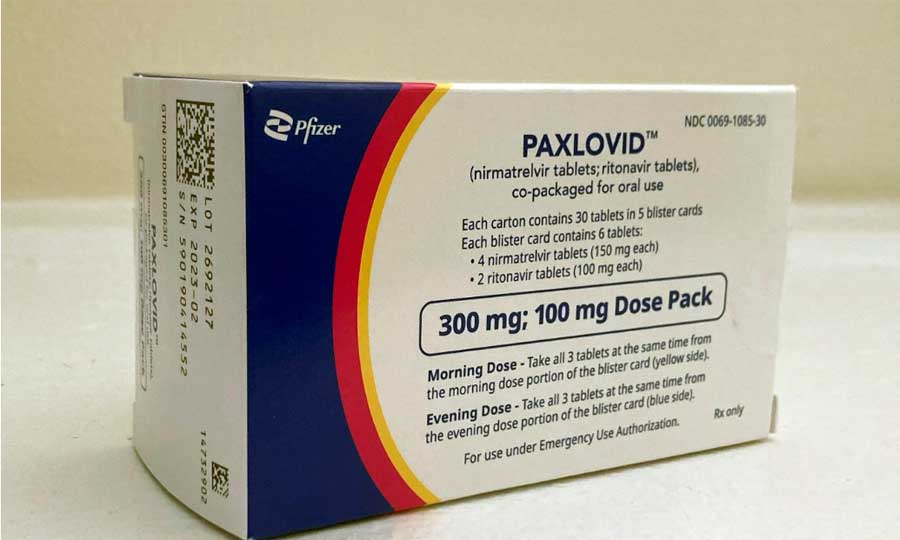 Pfizer
NDC 0069-1085-30
PAXLOVID™
(nirmatrelvir tablets; ritonavir tablets),
co-packaged for oral use
Each carton contains 30 tablets in 5 blister cards
Each blister card contains 6 tablets:
• 4 nirmatrelvir tablets (150 mg each)
• 2 ritonavir tablets (100 mg each)
300 mg; 100 mg Dose Pack
Morning Dose - Take all 3 tablets at the same time from
the morning dose portion of the blister card (yellow side).
Evening Dose - Take all 3 tablets at the same time from
the evening dose portion of the blister card (blue side).
For use under Emergency Use Authorization.
Rx only
LOT 2692127
EXP 2023-02
S/N 590190414552
GTIN 00300691085301
PAXLOVID™
14732902